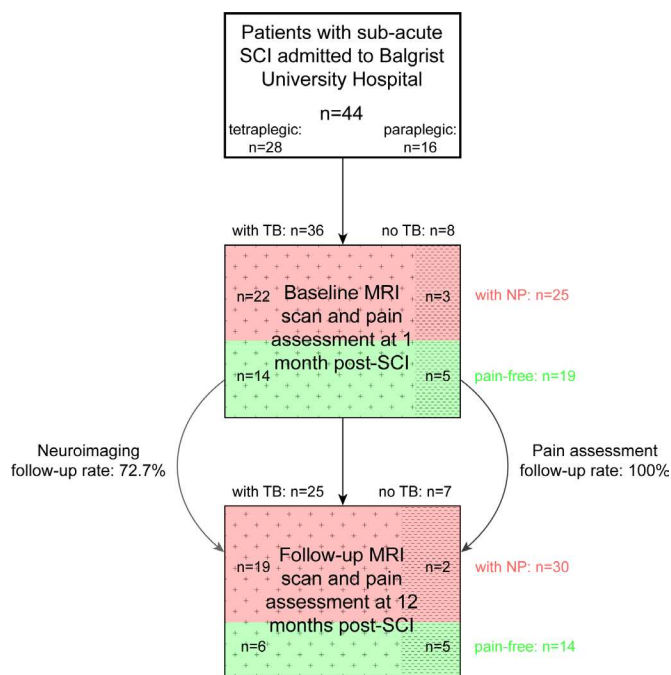 Patients with sub-acute
SCI admitted to Balgrist
University Hospital
n=44
tetraplegic: paraplegic:
n=28 n=16
with TB: n=36 no TB: n=8
n=22 Baseline MRI n=3 with NP: n=25
scan and pain
assessment at 1
month post-SCI
n=14 n=5 pain-free: n=19
Neuroimaging
follow-up rate: 72.7%
Pain assessment
follow-up rate: 100%
with TB: n=25 no TB: n=7
n=19 Follow-up MRI n=2 with NP: n=30
scan and pain
assessment at 12
months post-SCI
n=6 n=5 pain-free: n=14